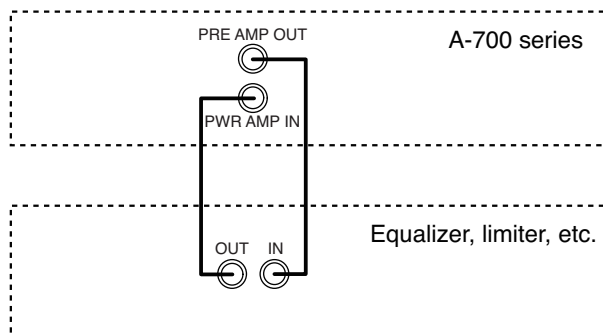 PRE AMP OUT
A-700 series
PWR AMP IN
Equalizer, limiter, etc.
OUT IN